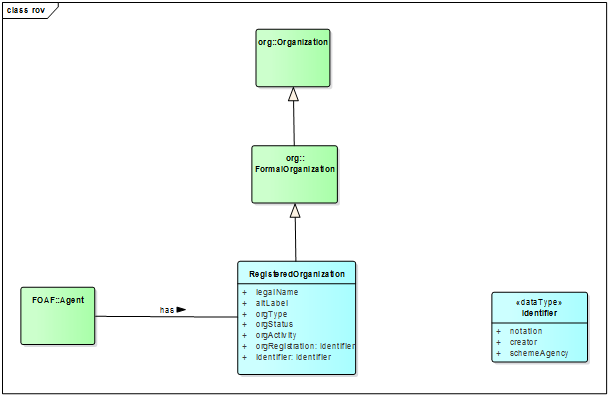 class rov
org::Organization
org::
FormalOrganization
RegisteredOrganization
+ legalName
+ altLabel
+ orgType
+ orgStatus
+ orgActivity
+ orgRegistration: Identifier
+ identifier: Identifier
FOAF::Agent
has
«dataType»
Identifier
+ notation
+ creator
+ schemeAgency